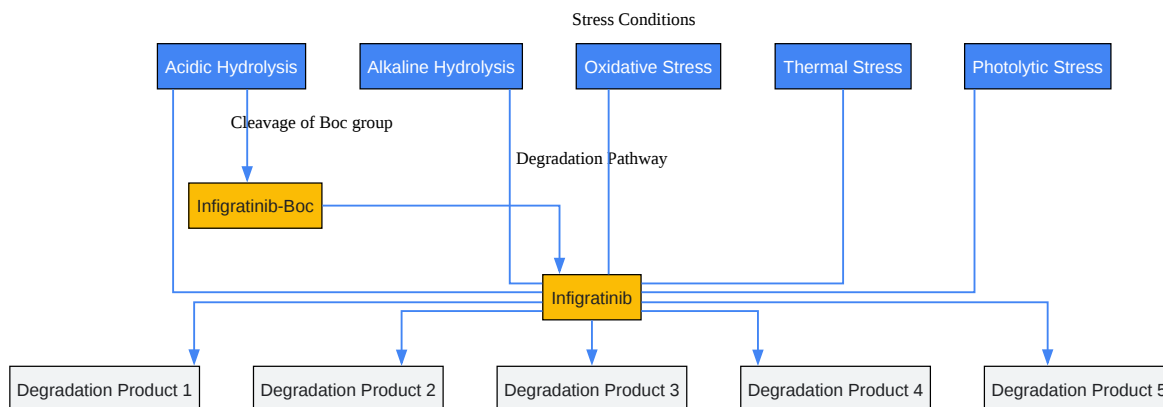 Stress Conditions
Acidic Hydrolysis
Alkaline Hydrolysis
Oxidative Stress
Thermal Stress
Photolytic Stress
Cleavage of Boc group
Degradation Pathway
Infigratinib-Boc
Infigratinib
Degradation Product 1
Degradation Product 2
Degradation Product 3
Degradation Product 4
Degradation Product 5